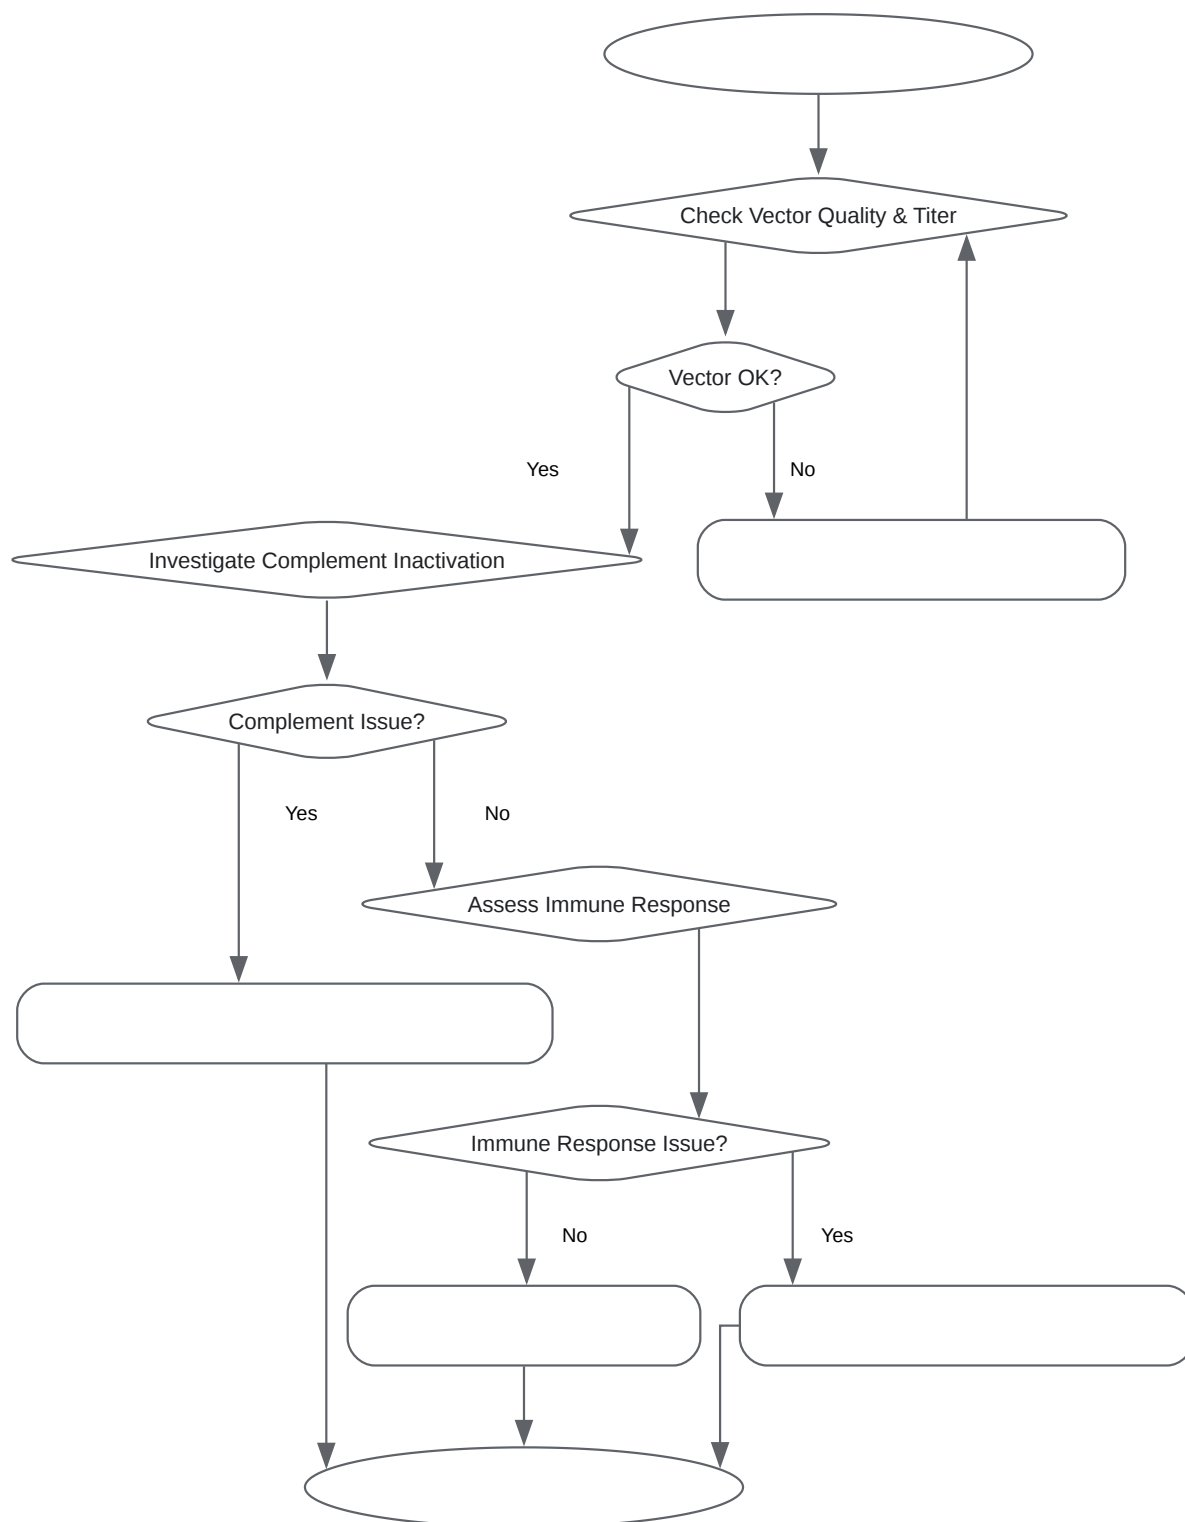 Check Vector Quality & Titer
Vector OK?
Yes
No
Investigate Complement Inactivation
Complement Issue?
Yes
No
Assess Immune Response
Immune Response Issue?
No
Yes